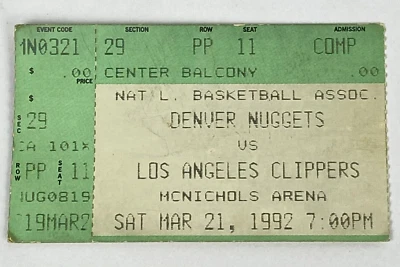 EVENT CODE SECTION ROW SEAT ADMISSION
MN0321 29 PP 11 COMP
$ .00 CENTER BALCONY .00
PRICE
$ NAT'L. BASKETBALL ASSOC.
SEC 29 DENVER NUGGETS
CA 101X VS
ROW PP SEAT 11 LOS ANGELES CLIPPERS
UG0819 MCNICHOLS ARENA
19MAR2 SAT MAR 21, 1992 7:00PM